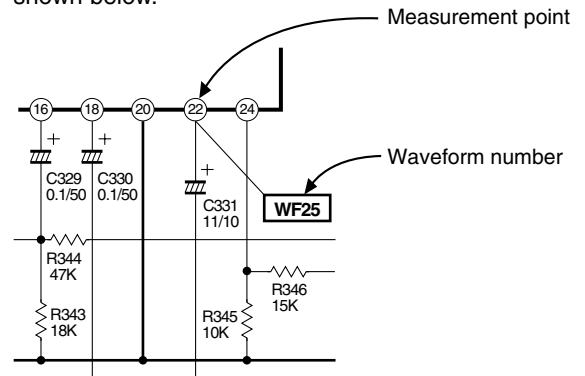 shown below.
Measurement point
16 18 20 22 24
+ + +
C329 C330
0.1/50 0.1/50
C331
11/10
WF25
Waveform number
R344
47K
R346
15K
R343
18K
R345
10K